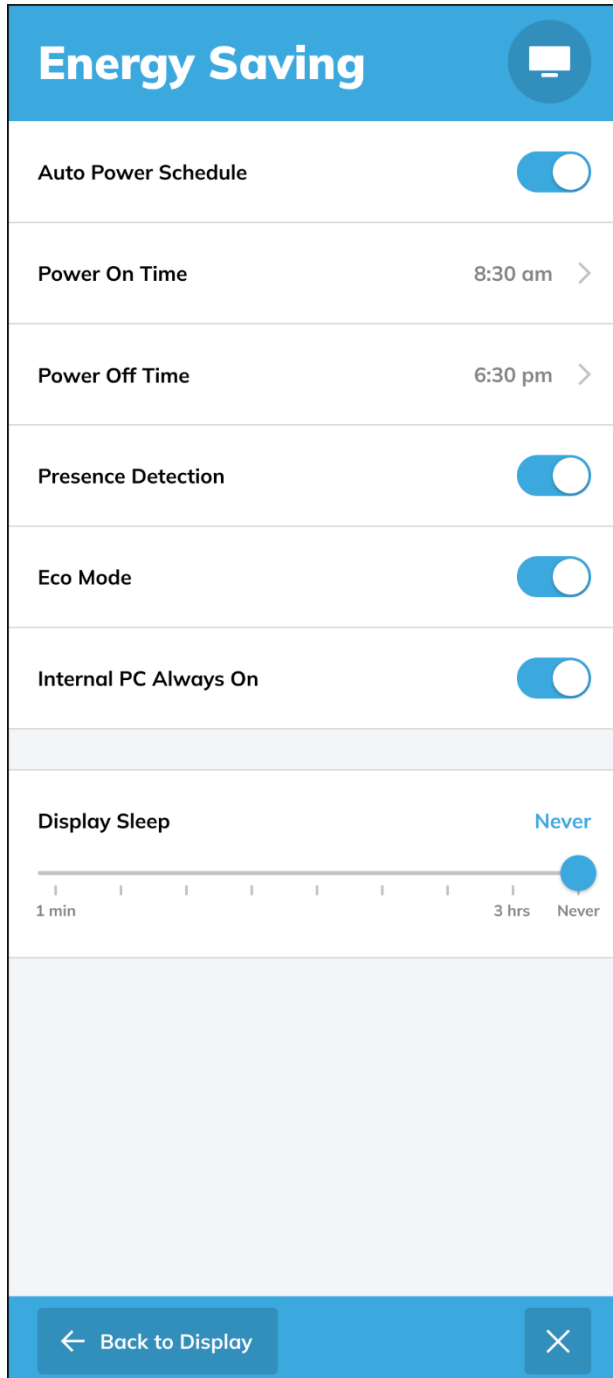 Energy Saving
Auto Power Schedule
Power On Time 8:30 am
Power Off Time 6:30 pm
Presence Detection
Eco Mode
Internal PC Always On
Display Sleep Never
1 min 3 hrs Never
Back to Display